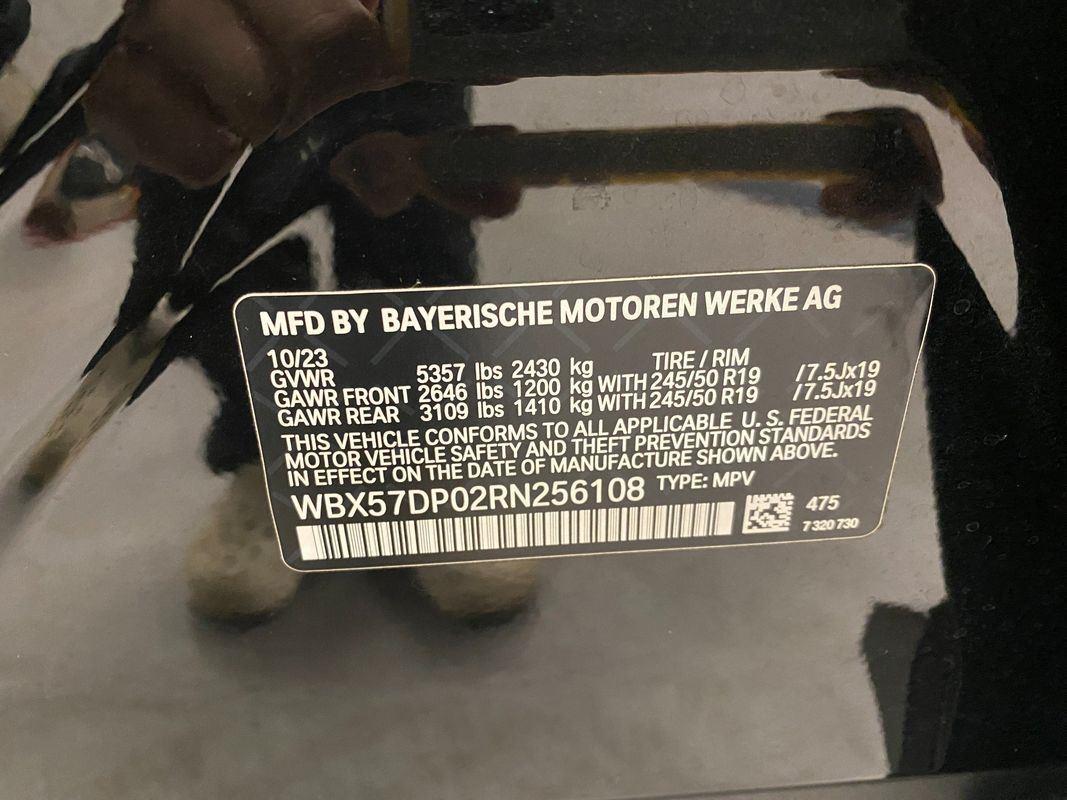 MFD BY BAYERISCHE MOTOREN WERKE AG
10/23 TIRE / RIM
GVWR 5357 lbs 2430 kg
GAWR FRONT 2646 lbs 1200 kg WITH 245/50 R19 /7.5Jx19
GAWR REAR 3109 lbs 1410 kg WITH 245/50 R19 /7.5Jx19
THIS VEHICLE CONFORMS TO ALL APPLICABLE U. S. FEDERAL
MOTOR VEHICLE SAFETY AND THEFT PREVENTION STANDARDS
IN EFFECT ON THE DATE OF MANUFACTURE SHOWN ABOVE.
WBX57DP02RN256108 TYPE: MPV
475
7 320 730